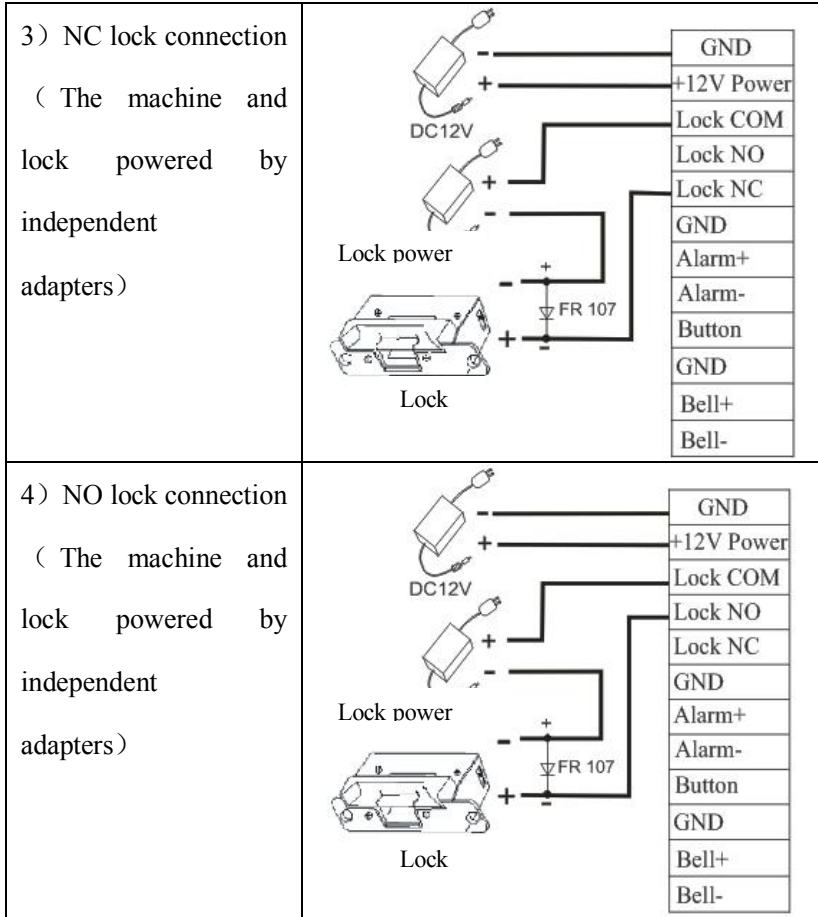 3）NC lock connection
（ The machine and
lock powered by
independent
adapters）
-
+
DC12V
+
-
Lock power
+
-
FR 107
+
-
Lock
GND
+12V Power
Lock COM
Lock NO
Lock NC
GND
Alarm+
Alarm-
Button
GND
Bell+
Bell-
4）NO lock connection
（ The machine and
lock powered by
independent
adapters）
-
+
DC12V
+
-
Lock power
+
-
FR 107
+
-
Lock
GND
+12V Power
Lock COM
Lock NO
Lock NC
GND
Alarm+
Alarm-
Button
GND
Bell+
Bell-